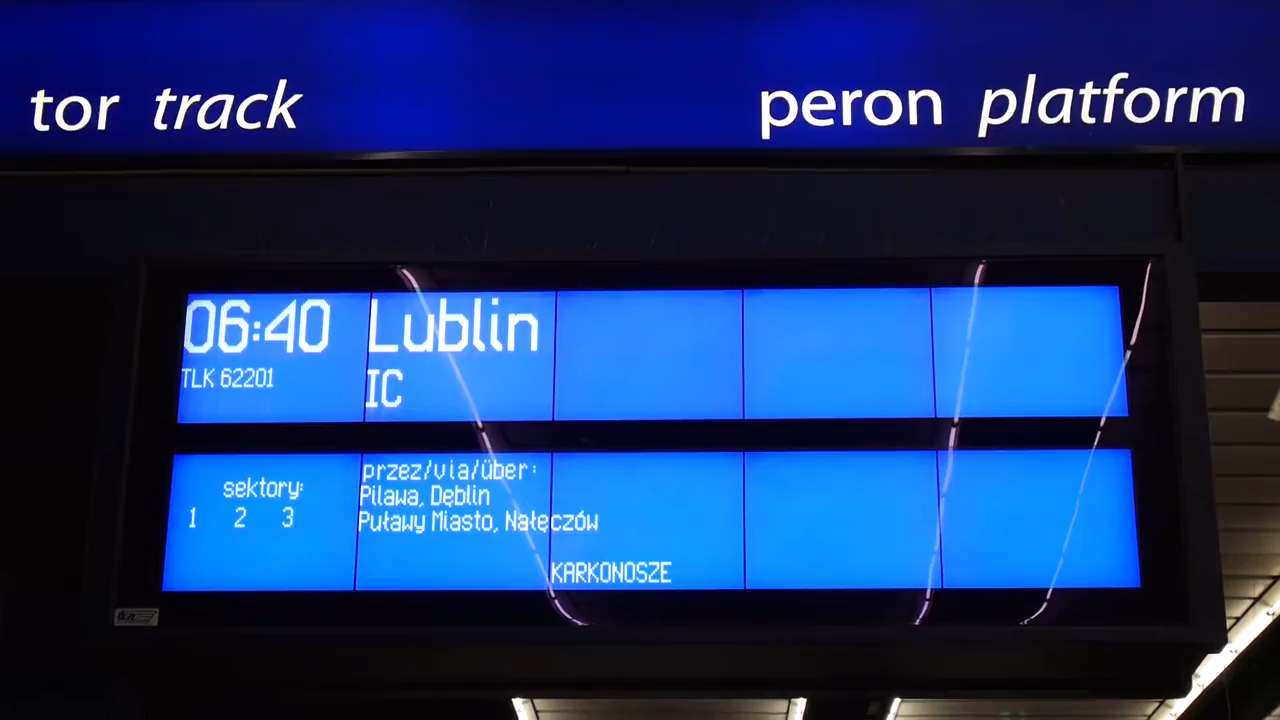 tor track peron platform
06:40 Lublin
TLK 62201 IC
sektory:
1 2 3
przez/via/über:
Pilawa, Dęblin
Puławy Miasto, Nałęczów
KARKONOSZE